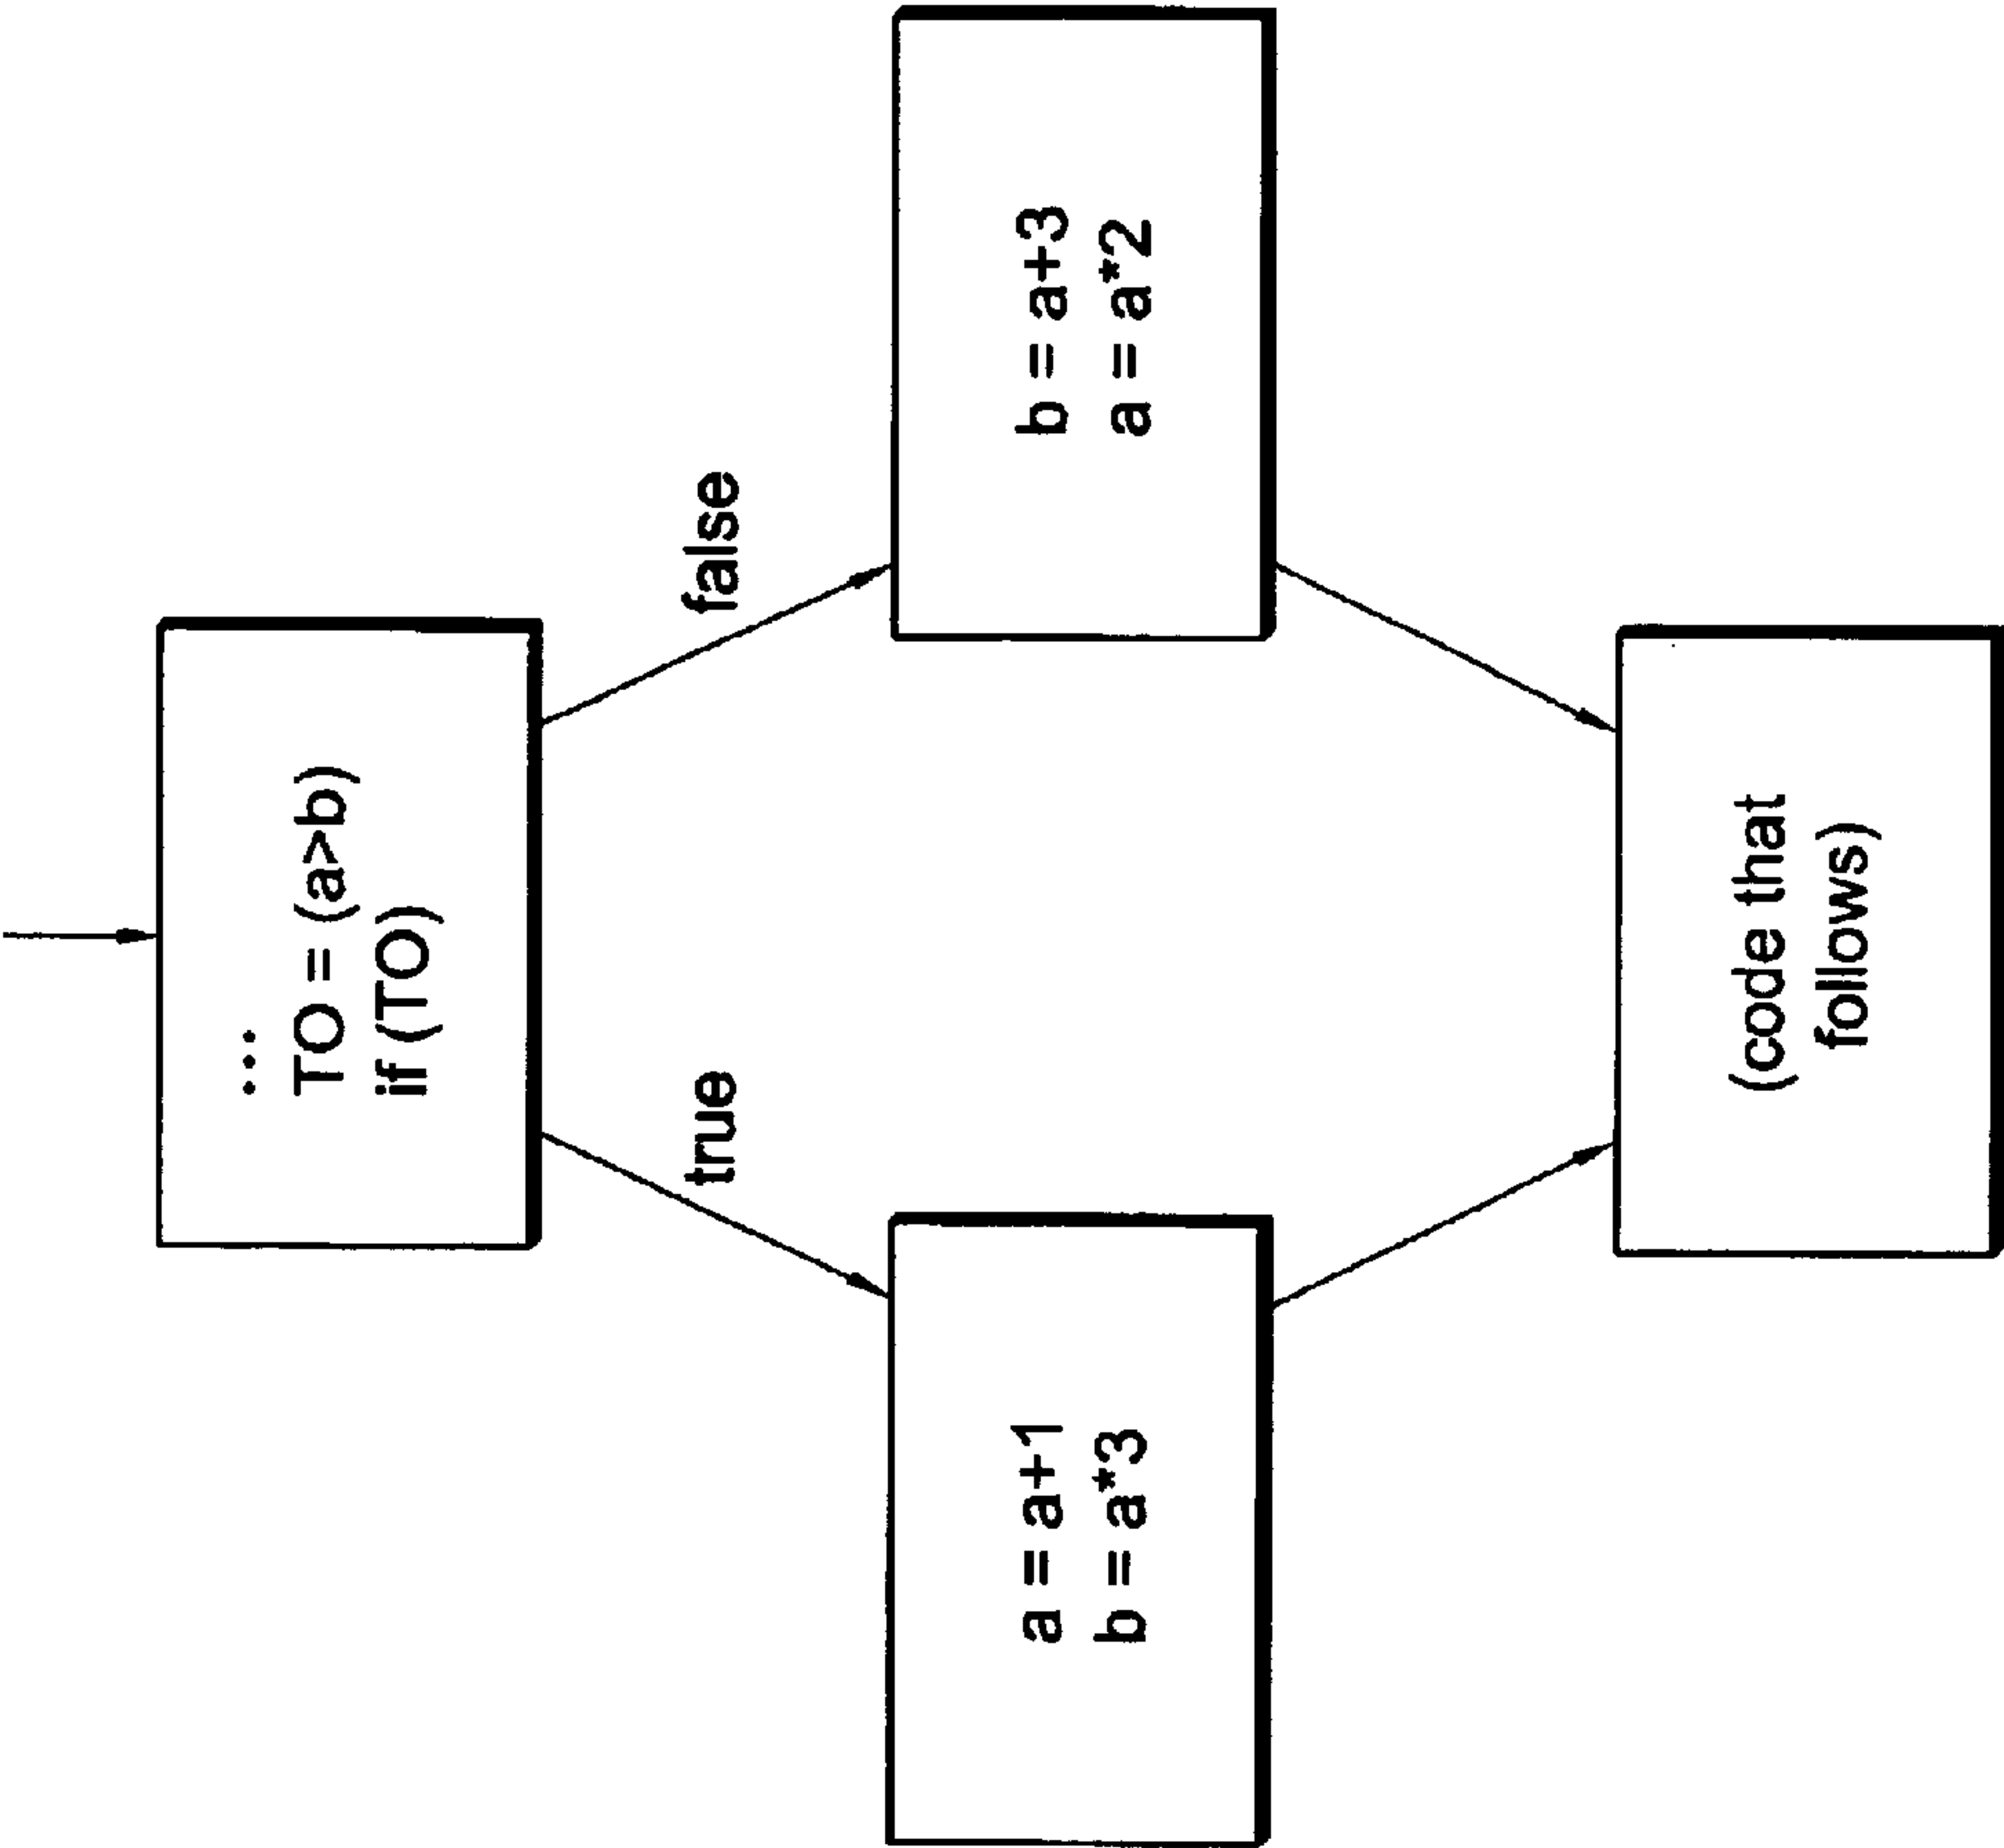 ...
TO = (a>b)
if (TO)
true
false
a = a+1
b = a*3
b = a+3
a = a*2
(code that
follows)